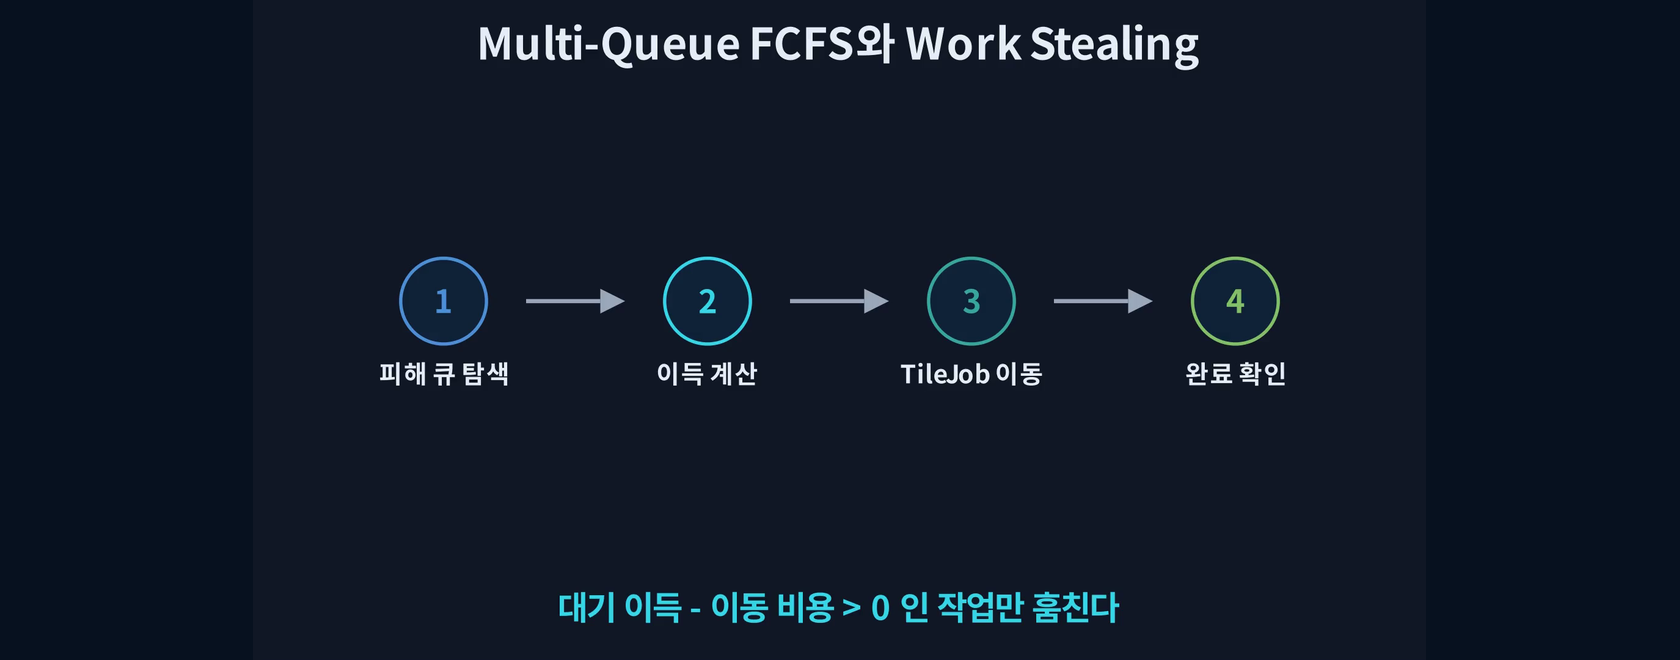 Multi-Queue FCFS와 Work Stealing
1
2
3
4
피해 큐 탐색
이득 계산
TileJob 이동
완료 확인
대기 이득 - 이동 비용 > 0 인 작업만 훔친다